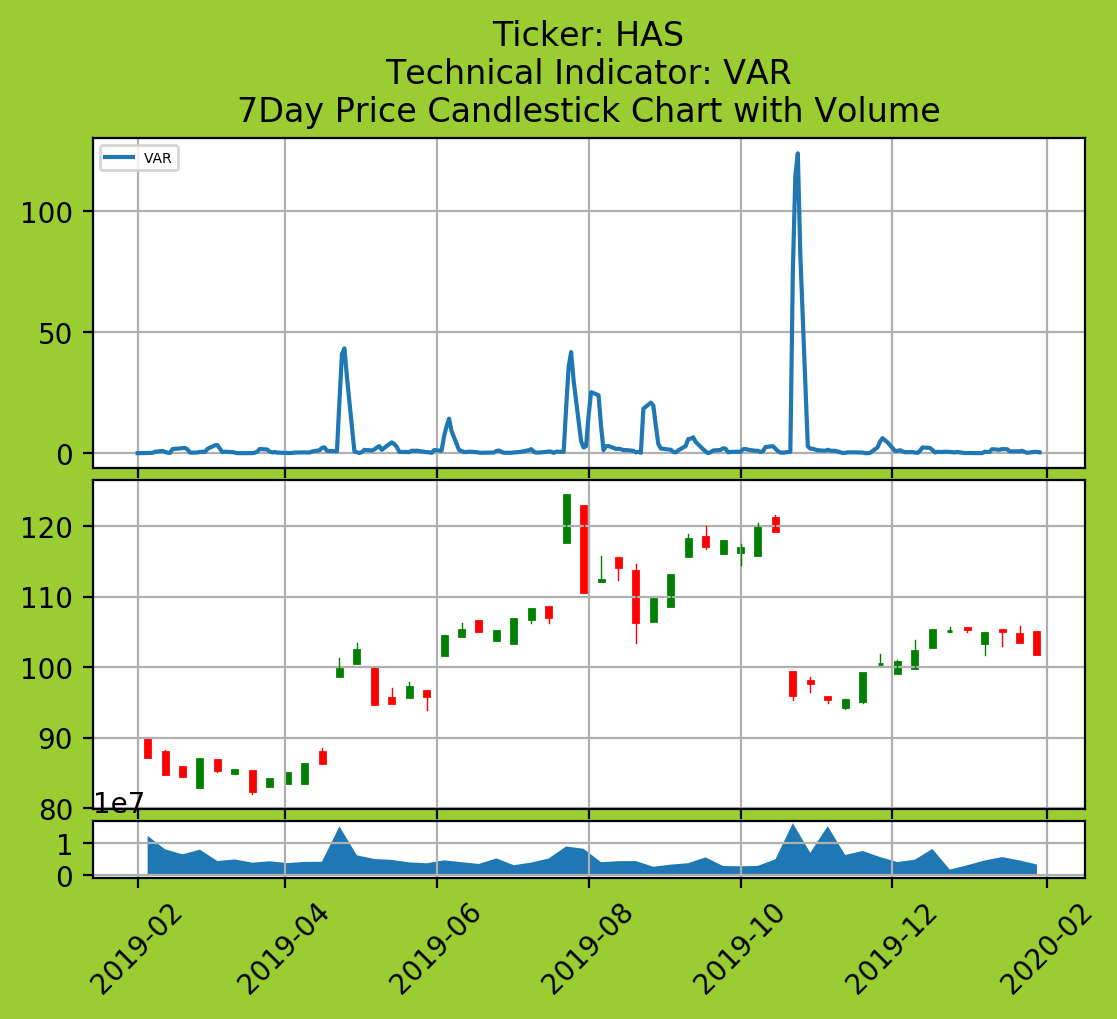 Ticker: HAS
Technical Indicator: VAR
7Day Price Candlestick Chart with Volume
VAR
100
50
0
120
110
100
90
80
1e7
1
0
2019-02 2019-04 2019-06 2019-08 2019-10 2019-12 2020-02